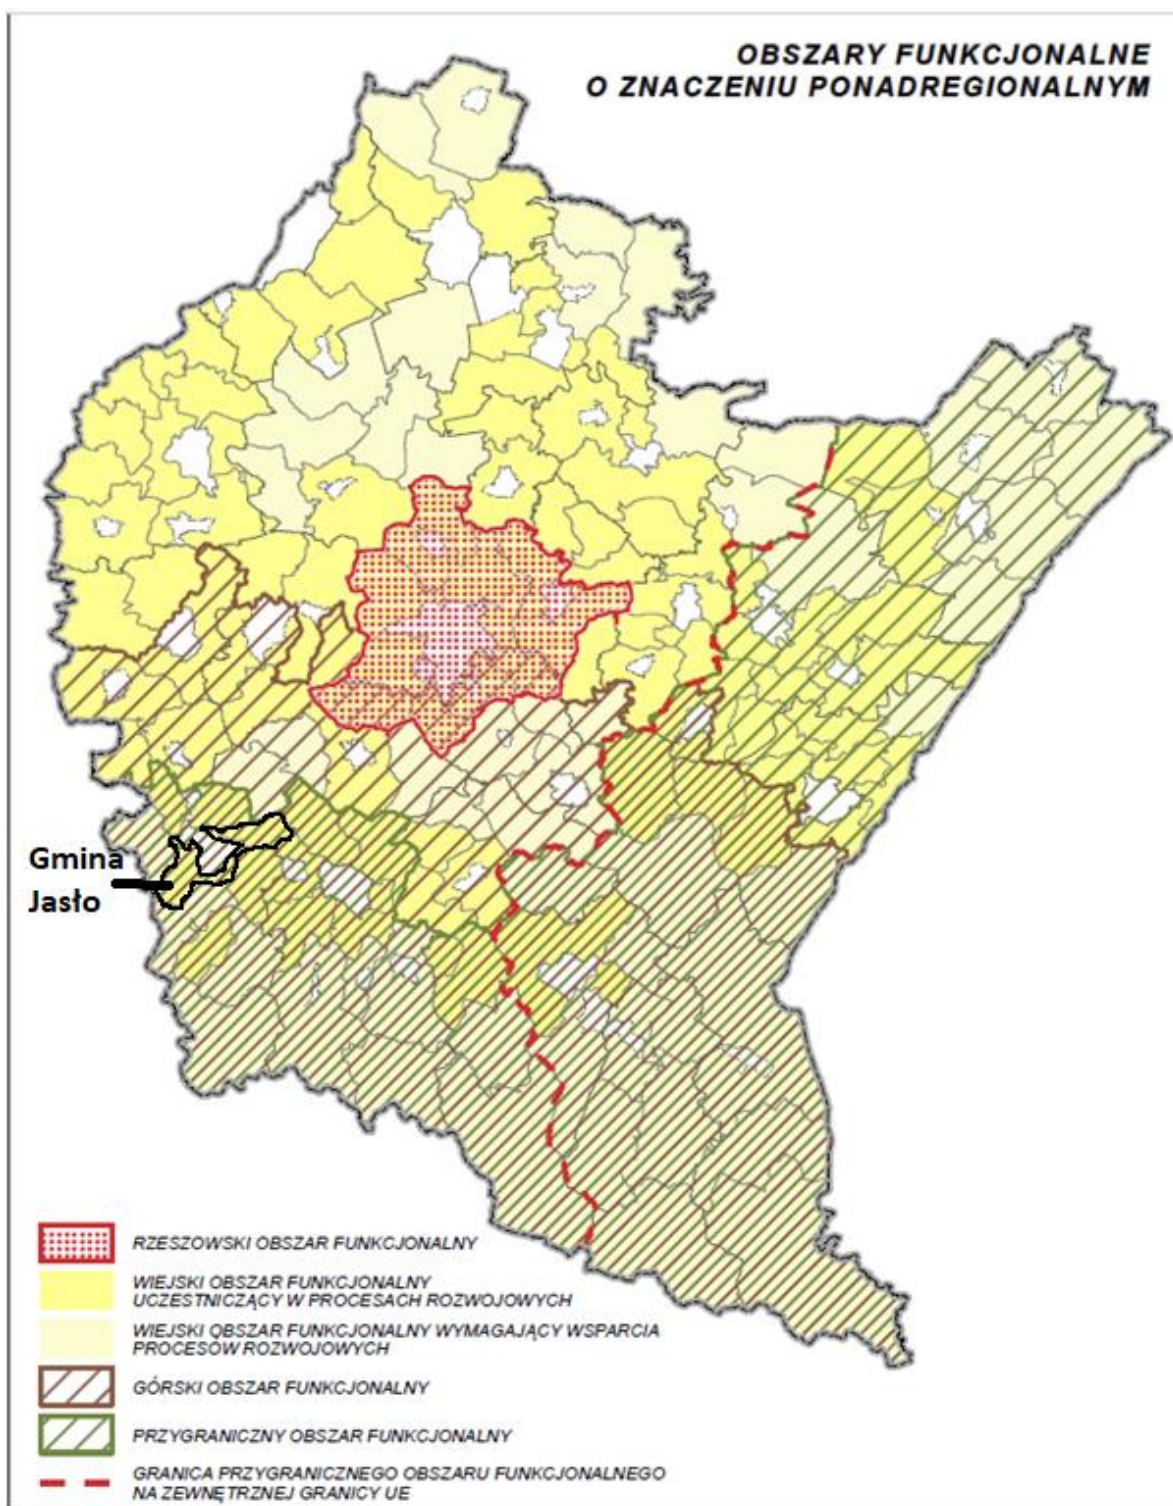 OBSZARY FUNKCJONALNE
O ZNACZENIU PONADREGIONALNYM
Gmina
Jasło
RZESZOWSKI OBSZAR FUNKCJONALNY
WIEJSKI OBSZAR FUNKCJONALNY
UCZESTNICZĄCY W PROCESACH ROZWOJOWYCH
WIEJSKI OBSZAR FUNKCJONALNY WYMAGAJĄCY WSPARCIA
PROCESÓW ROZWOJOWYCH
GÓRSKI OBSZAR FUNKCJONALNY
PRZYGRANICZNY OBSZAR FUNKCJONALNY
GRANICA PRZYGRANICZNEGO OBSZARU FUNKCJONALNEGO
NA ZEWNĘTRZNEJ GRANICY UE